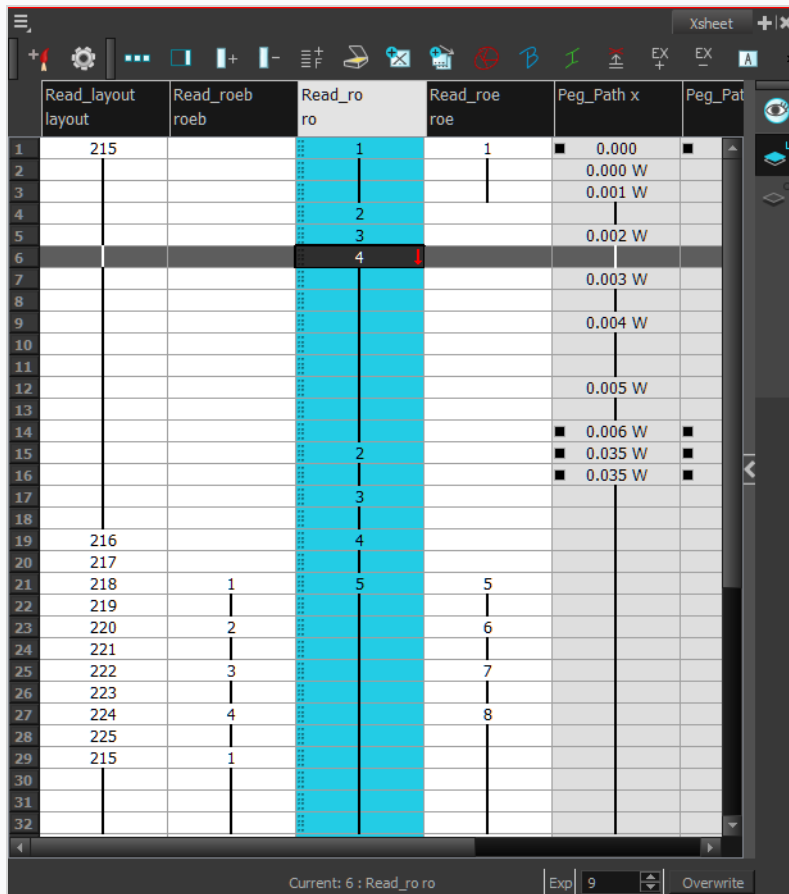 Xsheet
EX EX A
Read_layout Read_roeb Read_ro Read_roe Peg_Path x Peg_Pat
layout roeb ro roe
1 215 1 1 0.000
2 0.000 W
3 0.001 W
4 2
5 3 0.002 W
6 4
7 0.003 W
8
9 0.004 W
10
11
12 0.005 W
13
14 0.006 W
15 2 0.035 W
16 0.035 W
17 3
18
19 216 4
20 217
21 218 1 5 5
22 219
23 220 2 6
24 221
25 222 3 7
26 223
27 224 4 8
28 225
29 215 1
30
31
32
Current: 6 : Read_ro ro Exp 9 Overwrite